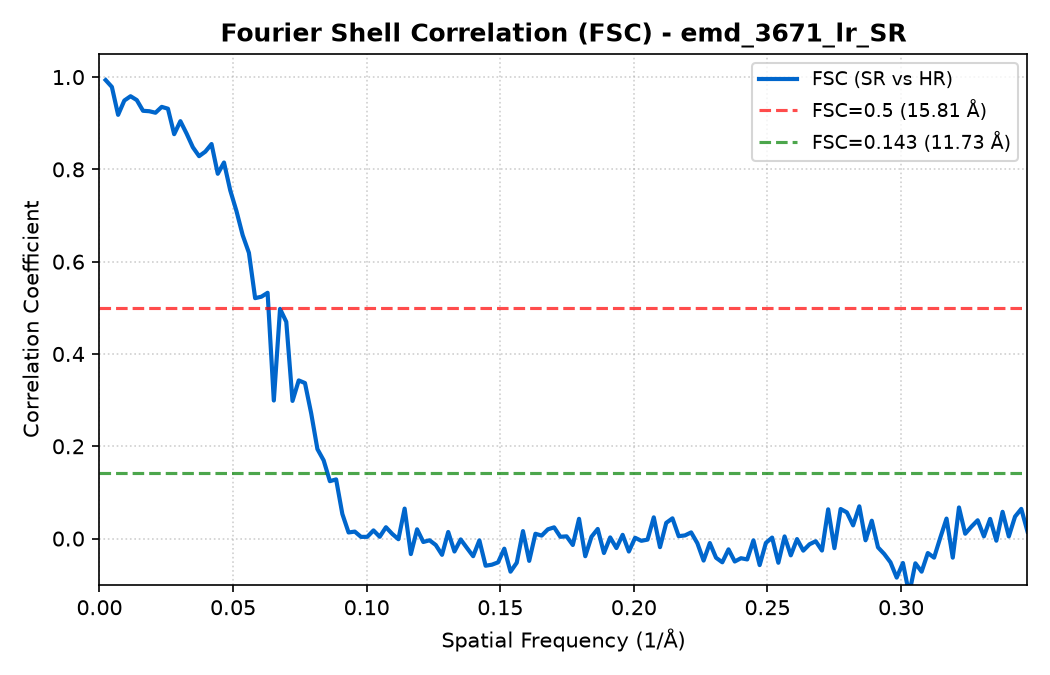 Fourier Shell Correlation (FSC) - emd_3671_lr_SR
FSC (SR vs HR)
FSC=0.5 (15.81 Å)
FSC=0.143 (11.73 Å)
Correlation Coefficient
1.0
0.8
0.6
0.4
0.2
0.0
0.00 0.05 0.10 0.15 0.20 0.25 0.30
Spatial Frequency (1/Å)